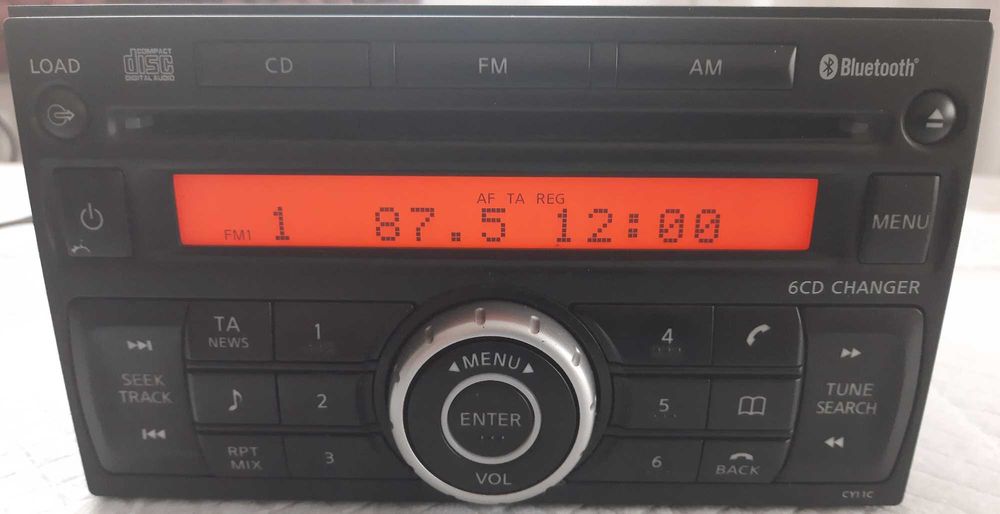 LOAD
COMPACT
disc
DIGITAL AUDIO
CD
FM
AM
Bluetooth®
AF TA REG
FM1 1 87.5 12:00
MENU
6CD CHANGER
TA
NEWS
1
4
SEEK
TRACK
MENU
2
5
TUNE
SEARCH
ENTER
RPT
MIX
3
6
BACK
VOL
CY11C